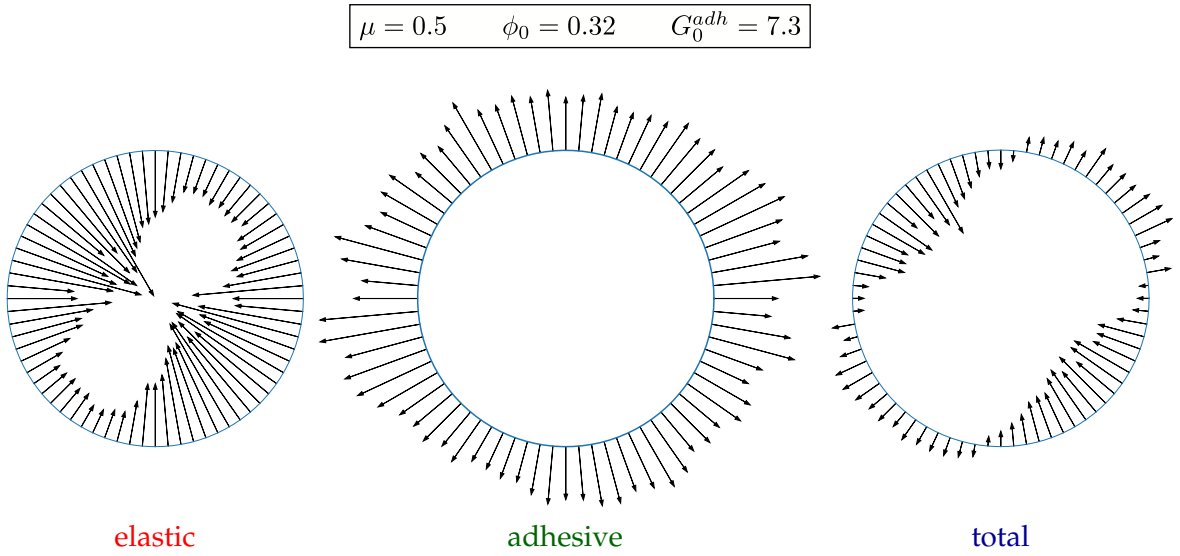 μ = 0.5 ϕ₀ = 0.32 G₀ᵃᵈʰ = 7.3
elastic adhesive total